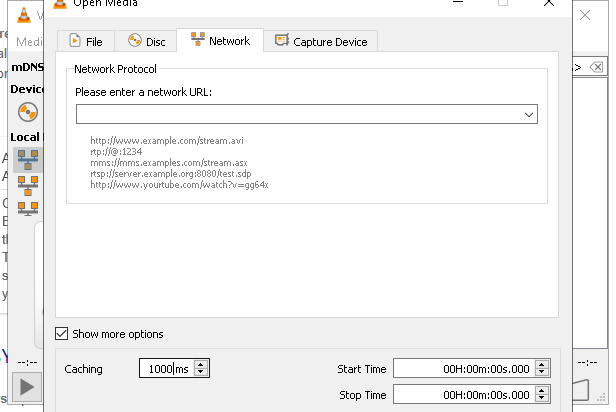 Open Media
Medi
mDNS
Device
Local
File
Disc
Network
Capture Device
Network Protocol
Please enter a network URL:
http://www.example.com/stream.avi
rtp://@:1234
mms://mms.examples.com/stream.asx
rtsp://server.example.org:8080/test.sdp
http://www.yourtube.com/watch?v=gg64x
Show more options
Caching
1000 ms
Start Time
00H:00m:00s.000
Stop Time
00H:00m:00s.000
--:--
--:--